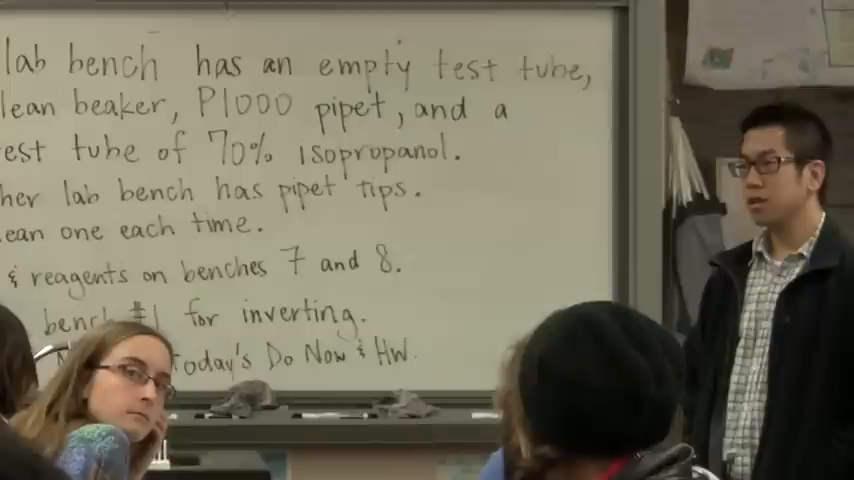 lab bench has an empty test tube,
lean beaker, P1000 pipet, and a
est tube of 70% isopropanol.
her lab bench has pipet tips.
ean one each time.
& reagents on benches 7 and 8.
bench #1 for inverting.
today's Do Now & HW.